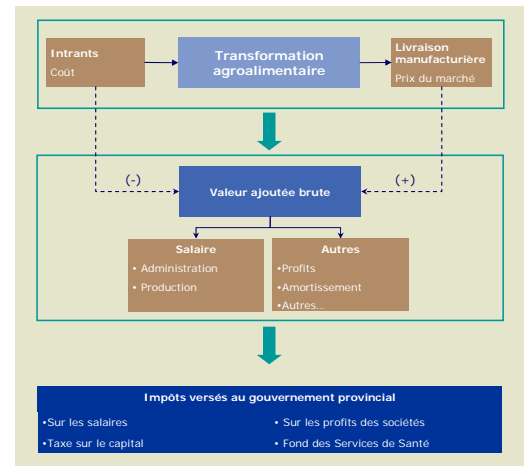 Intrants
Coût
Transformation
agroalimentaire
Livraison
manufacturière
Prix du marché
(-)
(+)
Valeur ajoutée brute
Salaire
• Administration
• Production
Autres
•Profits
•Amortissement
•Autres...
Impôts versés au gouvernement provincial
•Sur les salaires
•Taxe sur le capital
• Sur les profits des sociétés
• Fond des Services de Santé